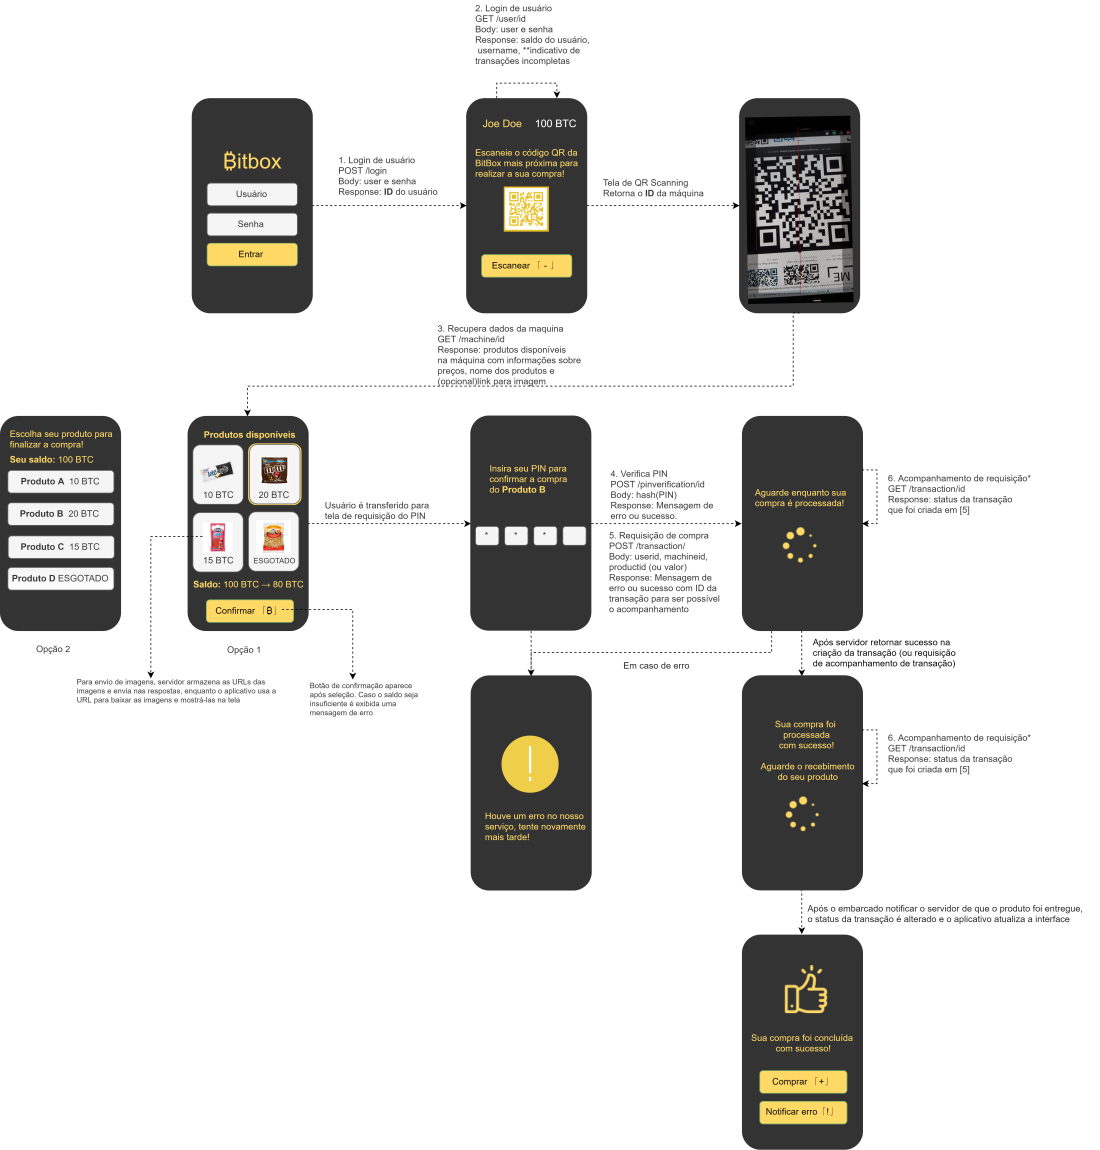 2. Login de usuário
GET /user/id
Body: user e senha
Response: saldo do usuário,
username, **indicativo de
transações incompletas
₿itbox
Usuário
Senha
Entrar
1. Login de usuário
POST /login
Body: user e senha
Response: ID do usuário
Joe Doe 100 BTC
Escaneie o código QR da
BitBox mais próxima para
realizar a sua compra!
Escanear「 - 」
Tela de QR Scanning
Retorna o ID da máquina
ME
3. Recupera dados da maquina
GET /machine/id
Response: produtos disponíveis
na máquina com informações sobre
preços, nome dos produtos e
(opcional)link para imagem
Escolha seu produto para
finalizar a compra!
Seu saldo: 100 BTC
Produto A 10 BTC
Produto B 20 BTC
Produto C 15 BTC
Produto D ESGOTADO
Opção 2
Produtos disponíveis
10 BTC
20 BTC
15 BTC
ESGOTADO
Saldo: 100 BTC → 80 BTC
Confirmar「₿」
Opção 1
Para envio de imagens, servidor armazena as URLs das
imagens e envia nas respostas, enquanto o aplicativo usa a
URL para baixar as imagens e mostrá-las na tela
Botão de confirmação aparece
após seleção. Caso o saldo seja
insuficiente é exibida uma
mensagem de erro
Usuário é transferido para
tela de requisição do PIN
Insira seu PIN para
confirmar a compra
do Produto B
* * *
4. Verifica PIN
POST /pinverification/id
Body: hash(PIN)
Response: Mensagem de
erro ou sucesso.
5. Requisição de compra
POST /transaction/
Body: userid, machineid,
productid (ou valor)
Response: Mensagem de
erro ou sucesso com ID da
transação para ser possível
o acompanhamento
Aguarde enquanto sua
compra é processada!
6. Acompanhamento de requisição*
GET /transaction/id
Response: status da transação
que foi criada em [5]
Em caso de erro
Após servidor retornar sucesso na
criação da transação (ou requisição
de acompanhamento de transação)
Houve um erro no nosso
serviço, tente novamente
mais tarde!
Sua compra foi
processada
com sucesso!
Aguarde o recebimento
do seu produto
6. Acompanhamento de requisição*
GET /transaction/id
Response: status da transação
que foi criada em [5]
Após o embarcado notificar o servidor de que o produto foi entregue,
o status da transação é alterado e o aplicativo atualiza a interface
Sua compra foi concluída
com sucesso!
Comprar「+」
Notificar erro「!」